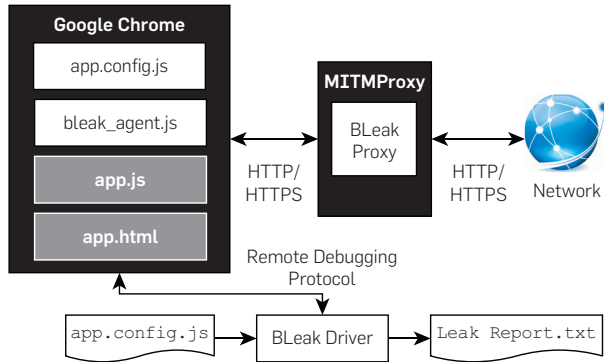 Google Chrome
app.config.js
bleak_agent.js
app.js
app.html
MITMProxy
BLeak
Proxy
HTTP/
HTTPS
HTTP/
HTTPS
Network
Remote Debugging
Protocol
app.config.js
BLeak Driver
Leak Report.txt